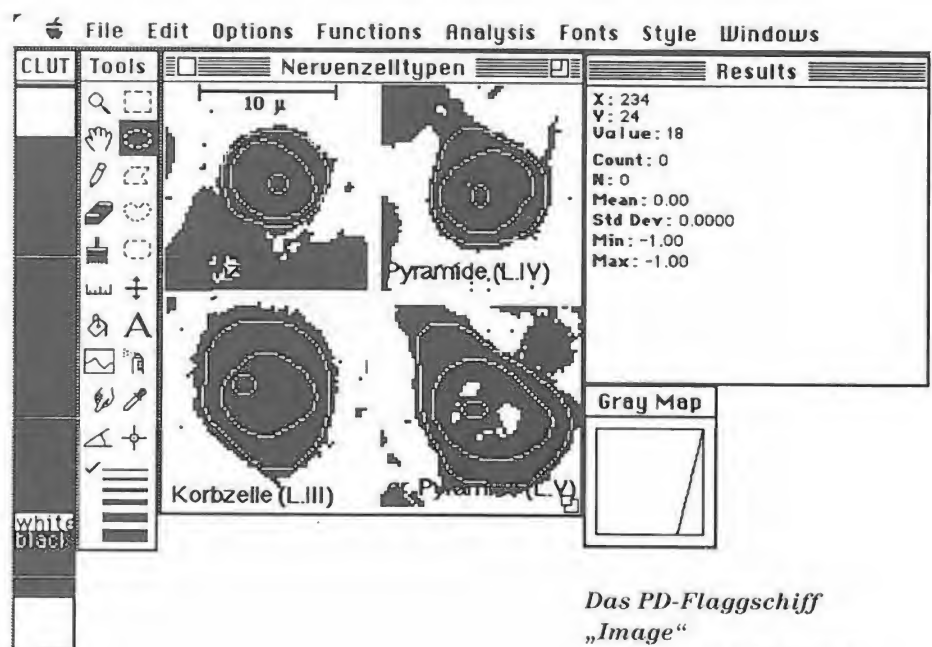 File Edit Options Functions Analysis Fonts Style Windows
CLUT
Tools
Nervenzelltypen
Results
10 µ
X: 234
Y: 24
Value: 18
Count: 0
N: 0
Mean: 0.00
Std Dev: 0.0000
Min: -1.00
Max: -1.00
Pyramide (L.IV)
A
Gray Map
Korbzelle (L.III)
(L.V)
white
black
Das PD-Flaggschiff
„Image“